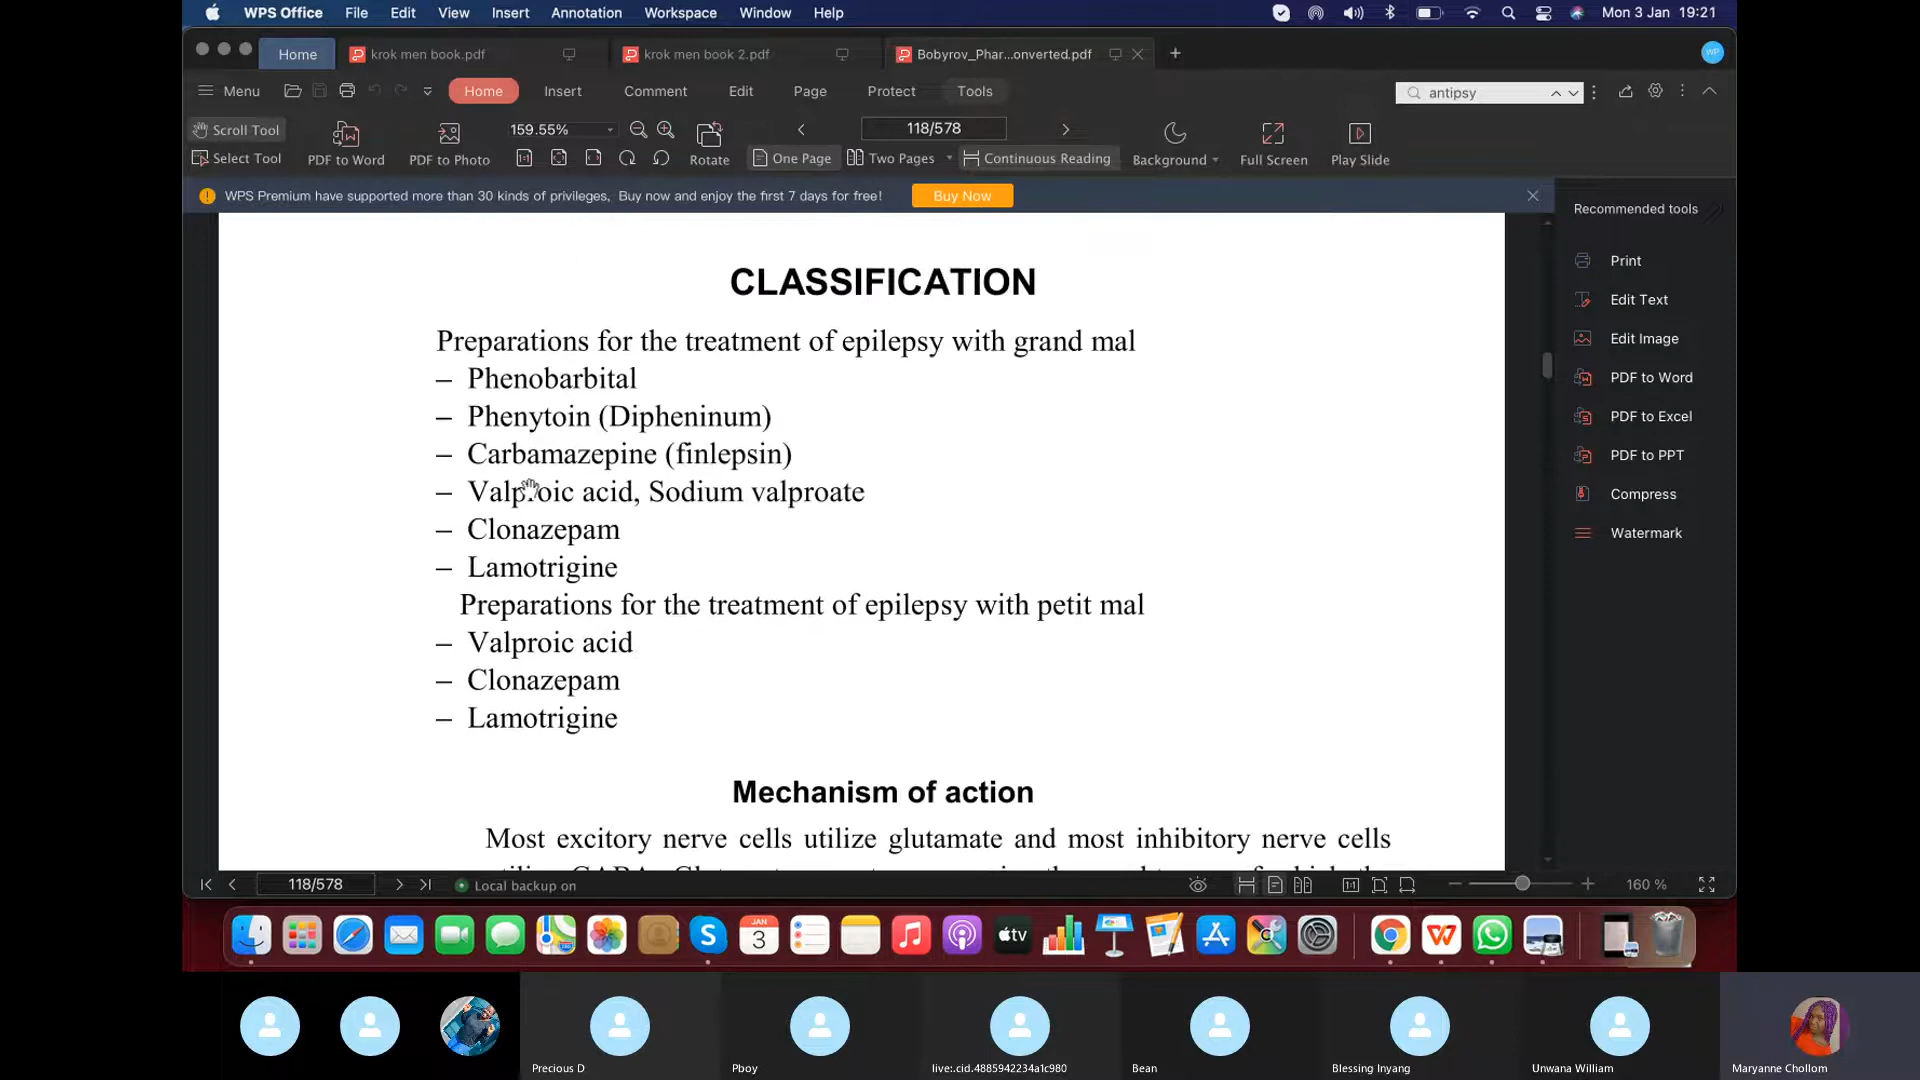 WPS Office File Edit View Insert Annotation Workspace Window Help Mon 3 Jan 19:21
Home krok men book.pdf krok men book 2.pdf Bobyrov_Phar...onverted.pdf WP
Menu Home Insert Comment Edit Page Protect Tools antipsy
Scroll Tool 159.55% 118/578
Select Tool PDF to Word PDF to Photo Rotate One Page Two Pages Continuous Reading Background Full Screen Play Slide
WPS Premium have supported more than 30 kinds of privileges, Buy now and enjoy the first 7 days for free! Buy Now
Recommended tools
Print
Edit Text
Edit Image
PDF to Word
PDF to Excel
PDF to PPT
Compress
Watermark
CLASSIFICATION
Preparations for the treatment of epilepsy with grand mal
– Phenobarbital
– Phenytoin (Dipheninum)
– Carbamazepine (finlepsin)
– Valproic acid, Sodium valproate
– Clonazepam
– Lamotrigine
Preparations for the treatment of epilepsy with petit mal
– Valproic acid
– Clonazepam
– Lamotrigine
Mechanism of action
Most excitory nerve cells utilize glutamate and most inhibitory nerve cells
118/578 Local backup on 160 %
JAN
3
tv
Precious D Pboy live:.cid.4885942234a1c980 Bean Blessing Inyang Unwana William Maryanne Chollom